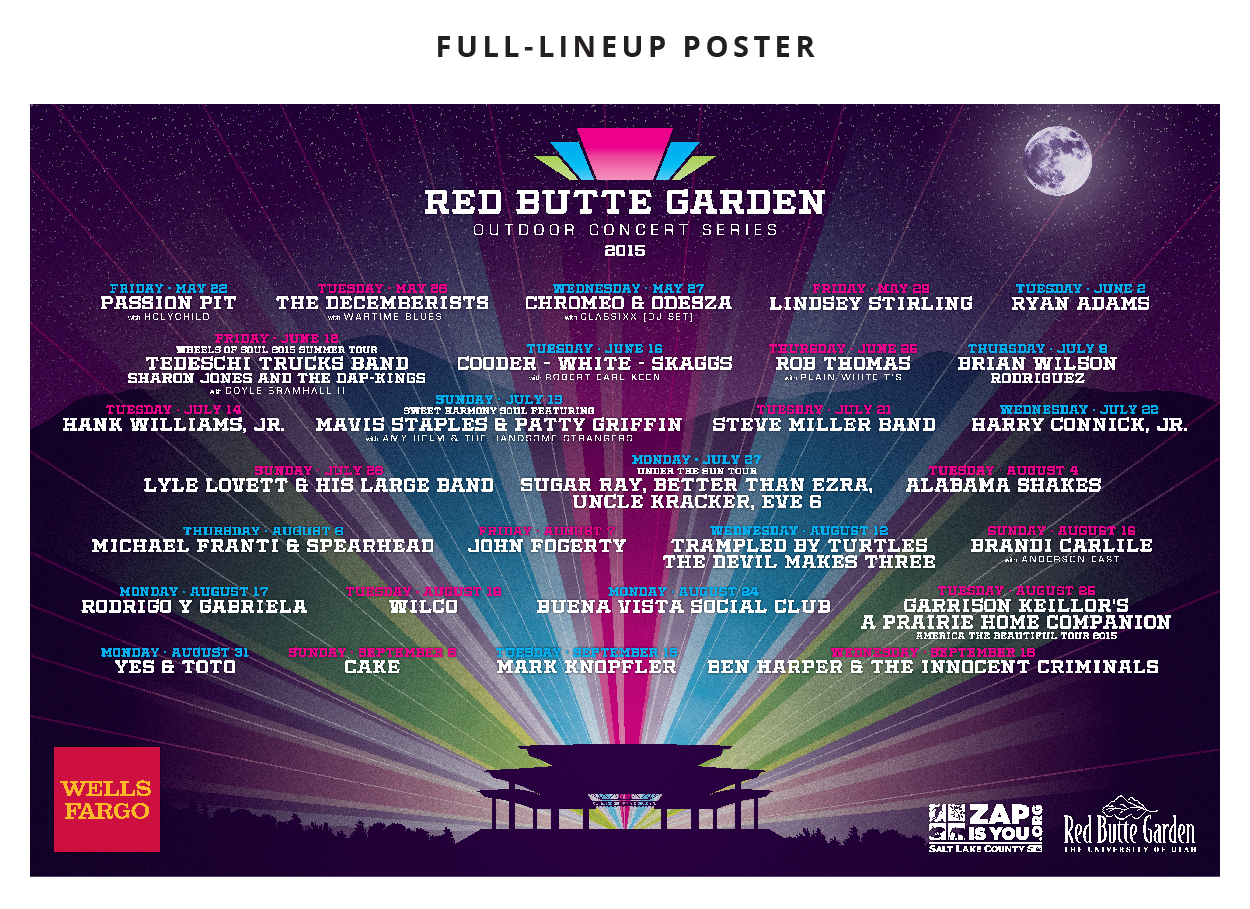 FULL-LINEUP POSTER
RED BUTTE GARDEN
OUTDOOR CONCERT SERIES
2015
FRIDAY · MAY 22
PASSION PIT
with HOLYCHILD
TUESDAY · MAY 26
THE DECEMBERISTS
with WARTIME BLUES
WEDNESDAY · MAY 27
CHROMEO & ODESZA
with CLASSIXX [DJ SET]
FRIDAY · MAY 29
LINDSEY STIRLING
TUESDAY · JUNE 2
RYAN ADAMS
FRIDAY · JUNE
WHEELS OF SOUL 2015 SUMMER TOUR
TEDESCHI TRUCKS BAND
SHARON JONES AND THE DAP-KINGS
with DOYLE BRAMHALL II
TUESDAY · JUNE 16
COODER - WHITE - SKAGGS
with ROBERT EARL KEEN
THURSDAY · JUNE 25
ROB THOMAS
with PLAIN WHITE T'S
THURSDAY · JULY 9
BRIAN WILSON
RODRIGUEZ
TUESDAY · JULY 14
HANK WILLIAMS, JR.
SUNDAY · JULY 19
SWEET HARMONY SOUL FEATURING
MAVIS STAPLES & PATTY GRIFFIN
with AMY HELM & THE HANDSOME STRANGERS
TUESDAY · JULY 21
STEVE MILLER BAND
WEDNESDAY · JULY 22
HARRY CONNICK, JR.
SUNDAY · JULY 26
LYLE LOVETT & HIS LARGE BAND
MONDAY · JULY 27
UNDER THE SUN TOUR
SUGAR RAY, BETTER THAN EZRA,
UNCLE KRACKER, EVE 6
TUESDAY · AUGUST 4
ALABAMA SHAKES
THURSDAY · AUGUST 6
MICHAEL FRANTI & SPEARHEAD
FRIDAY · AUGUST 7
JOHN FOGERTY
WEDNESDAY · AUGUST 12
TRAMPLED BY TURTLES
THE DEVIL MAKES THREE
SUNDAY · AUGUST 16
BRANDI CARLILE
with ANDERSON EAST
MONDAY · AUGUST 17
RODRIGO Y GABRIELA
TUESDAY · AUGUST
WILCO
MONDAY · AUGUST 24
BUENA VISTA SOCIAL CLUB
TUESDAY · AUGUST 25
GARRISON KEILLOR'S
A PRAIRIE HOME COMPANION
AMERICA THE BEAUTIFUL TOUR 2015
MONDAY · AUGUST 31
YES & TOTO
SUNDAY · SEPTEMBER 6
CAKE
TUESDAY · SEPTEMBER 15
MARK KNOPFLER
WEDNESDAY · SEPTEMBER 16
BEN HARPER & THE INNOCENT CRIMINALS
WELLS
FARGO
ZAP
IS YOU
.ORG
SALT LAKE COUNTY
Red Butte Garden
THE UNIVERSITY OF UTAH